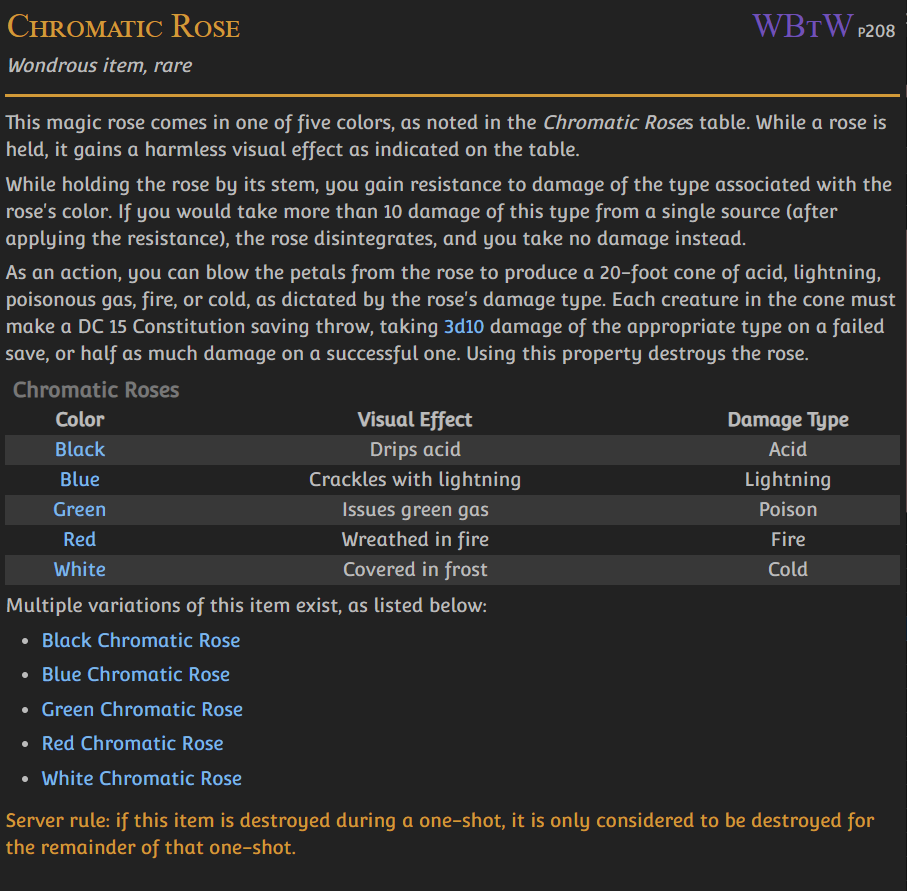 Chromatic Rose WBtW p208
Wondrous item, rare
This magic rose comes in one of five colors, as noted in the Chromatic Roses table. While a rose is
held, it gains a harmless visual effect as indicated on the table.
While holding the rose by its stem, you gain resistance to damage of the type associated with the
rose's color. If you would take more than 10 damage of this type from a single source (after
applying the resistance), the rose disintegrates, and you take no damage instead.
As an action, you can blow the petals from the rose to produce a 20-foot cone of acid, lightning,
poisonous gas, fire, or cold, as dictated by the rose's damage type. Each creature in the cone must
make a DC 15 Constitution saving throw, taking 3d10 damage of the appropriate type on a failed
save, or half as much damage on a successful one. Using this property destroys the rose.
Chromatic Roses
Color Visual Effect Damage Type
Black Drips acid Acid
Blue Crackles with lightning Lightning
Green Issues green gas Poison
Red Wreathed in fire Fire
White Covered in frost Cold
Multiple variations of this item exist, as listed below:
• Black Chromatic Rose
• Blue Chromatic Rose
• Green Chromatic Rose
• Red Chromatic Rose
• White Chromatic Rose
Server rule: if this item is destroyed during a one-shot, it is only considered to be destroyed for
the remainder of that one-shot.